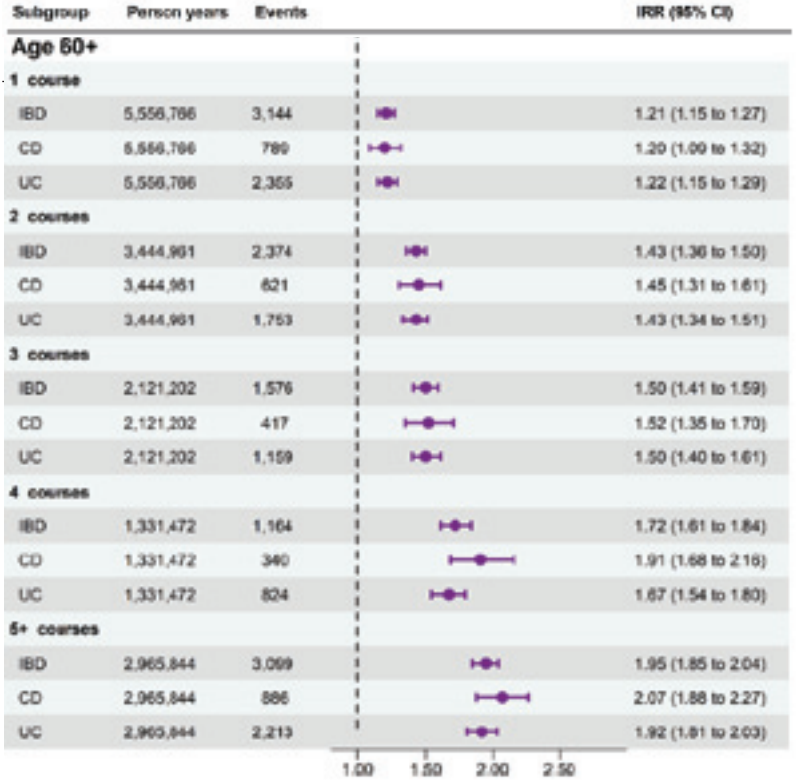 Subgroup Person years Events IRR (95% CI)
Age 60+
1 course
IBD 5,556,766 3,144 1.21 (1.15 to 1.27)
CD 5,556,766 789 1.20 (1.09 to 1.32)
UC 5,556,766 2,355 1.22 (1.15 to 1.29)
2 courses
IBD 3,444,961 2,374 1.43 (1.36 to 1.50)
CD 3,444,961 621 1.45 (1.31 to 1.61)
UC 3,444,961 1,753 1.43 (1.34 to 1.51)
3 courses
IBD 2,121,202 1,576 1.50 (1.41 to 1.59)
CD 2,121,202 417 1.52 (1.35 to 1.70)
UC 2,121,202 1,159 1.50 (1.40 to 1.61)
4 courses
IBD 1,331,472 1,164 1.72 (1.61 to 1.84)
CD 1,331,472 340 1.91 (1.68 to 2.16)
UC 1,331,472 824 1.67 (1.54 to 1.80)
5+ courses
IBD 2,965,844 3,099 1.95 (1.85 to 2.04)
CD 2,965,844 886 2.07 (1.88 to 2.27)
UC 2,965,844 2,213 1.92 (1.81 to 2.03)
1.00 1.50 2.00 2.50